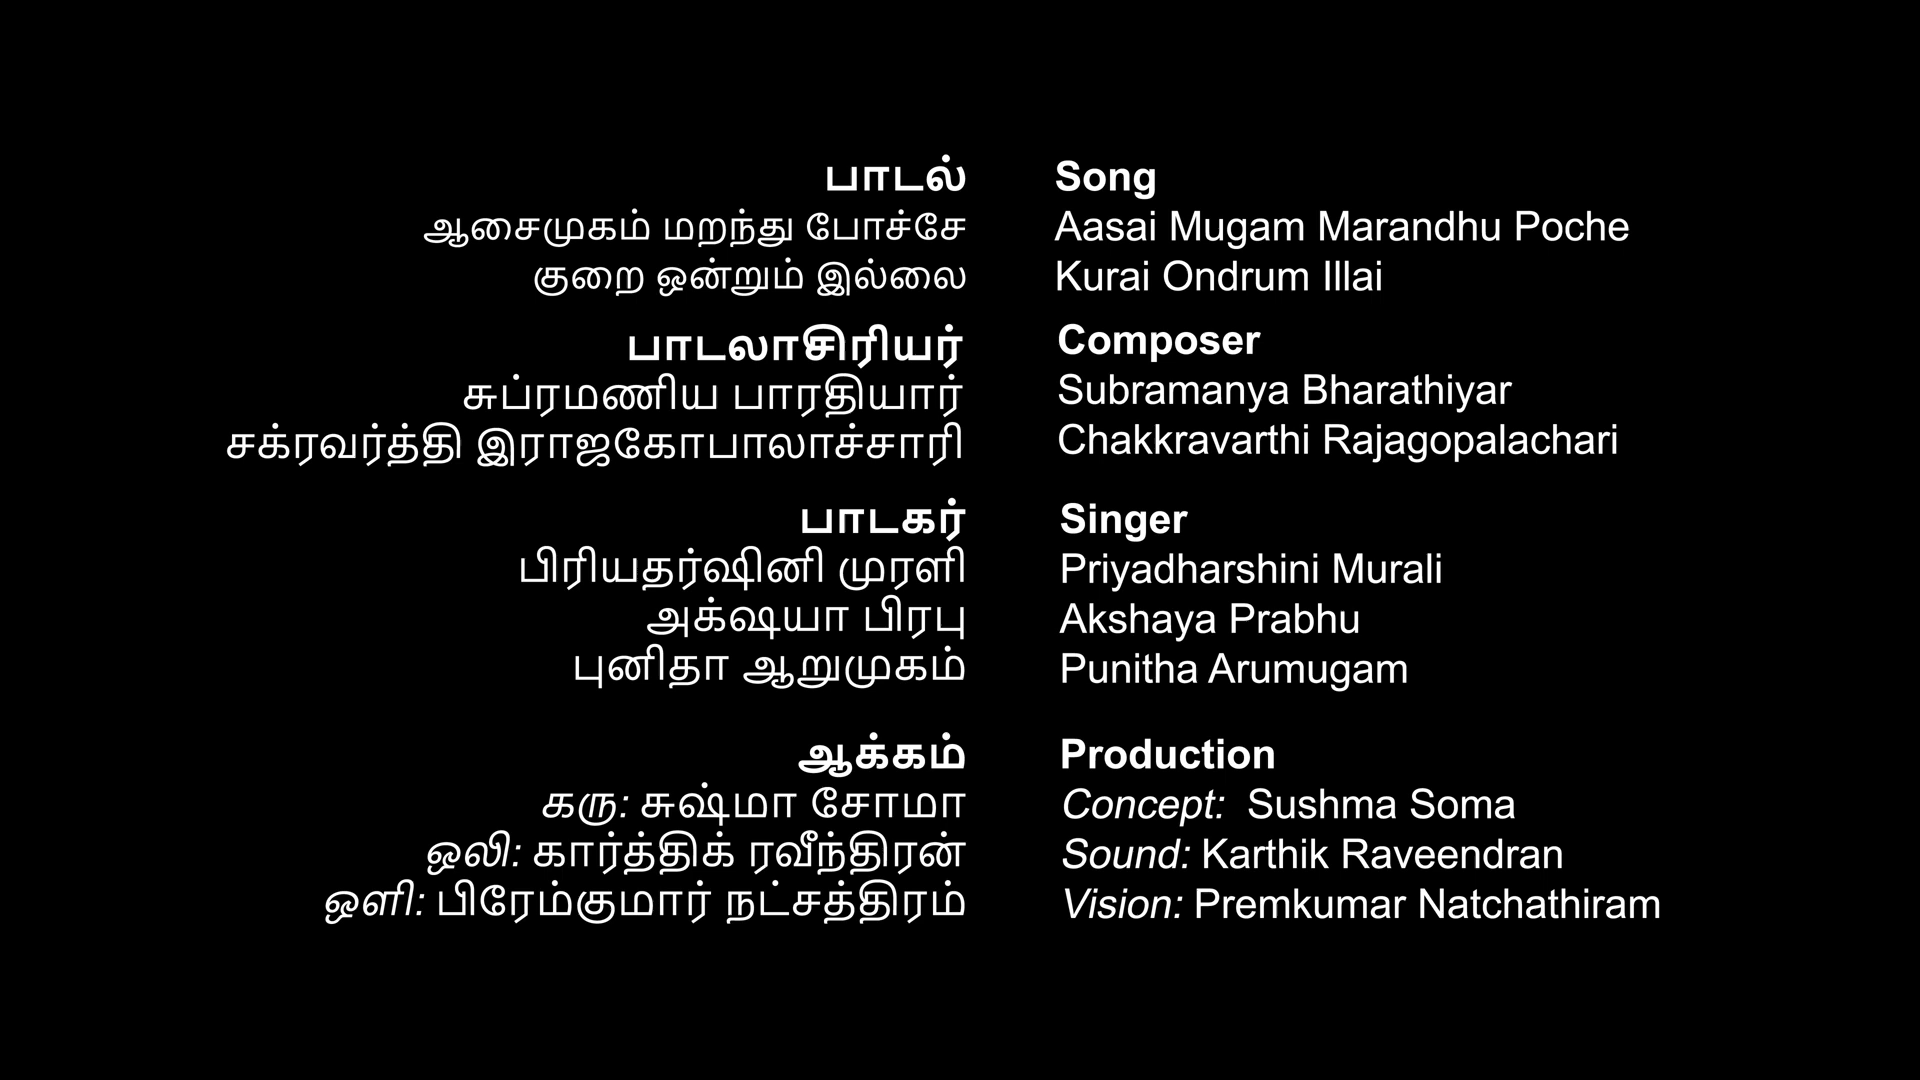 பாடல்
ஆசைமுகம் மறந்து போச்சே
குறை ஒன்றும் இல்லை
பாடலாசிரியர்
சுப்ரமணிய பாரதியார்
சக்ரவர்த்தி இராஜகோபாலாச்சாரி
பாடகர்
பிரியதர்ஷினி முரளி
அக்‌ஷயா பிரபு
புனிதா ஆறுமுகம்
ஆக்கம்
கரு: சுஷ்மா சோமா
ஒலி: கார்த்திக் ரவீந்திரன்
ஒளி: பிரேம்குமார் நட்சத்திரம்
Song
Aasai Mugam Marandhu Poche
Kurai Ondrum Illai
Composer
Subramanya Bharathiyar
Chakkravarthi Rajagopalachari
Singer
Priyadharshini Murali
Akshaya Prabhu
Punitha Arumugam
Production
Concept: Sushma Soma
Sound: Karthik Raveendran
Vision: Premkumar Natchathiram